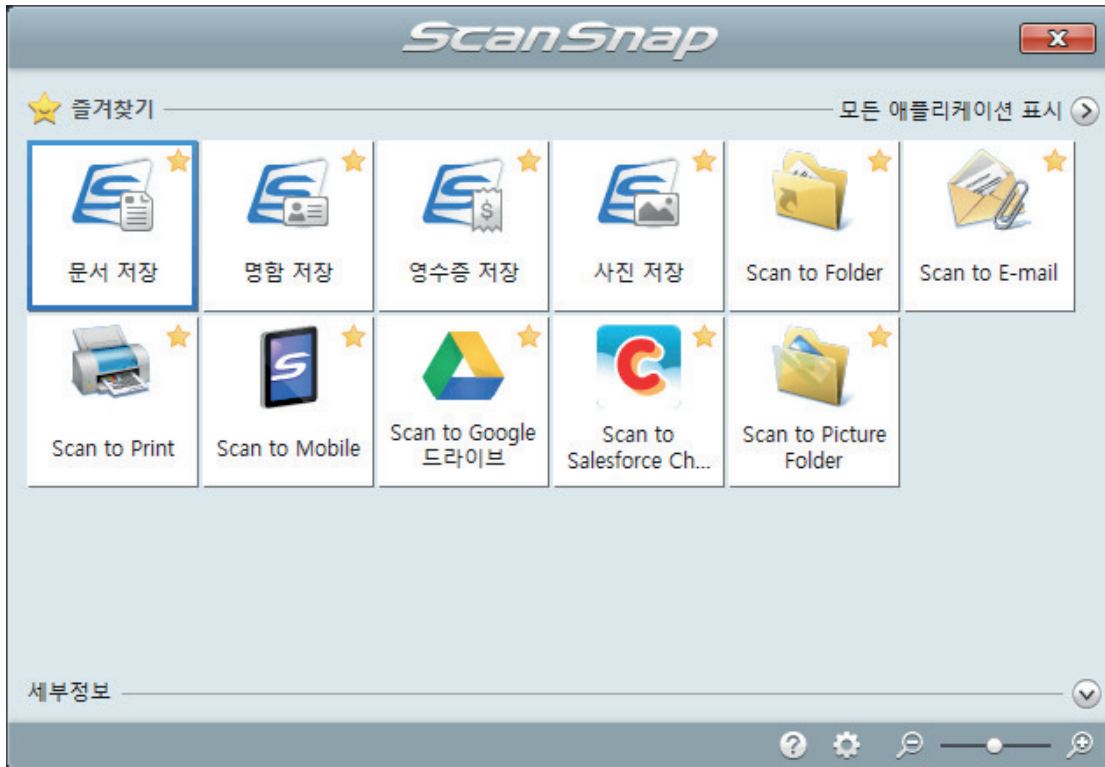 ScanSnap
즐겨찾기
모든 애플리케이션 표시
문서 저장
명함 저장
영수증 저장
사진 저장
Scan to Folder
Scan to E-mail
Scan to Print
Scan to Mobile
Scan to Google
드라이브
Scan to
Salesforce Ch...
Scan to Picture
Folder
세부정보